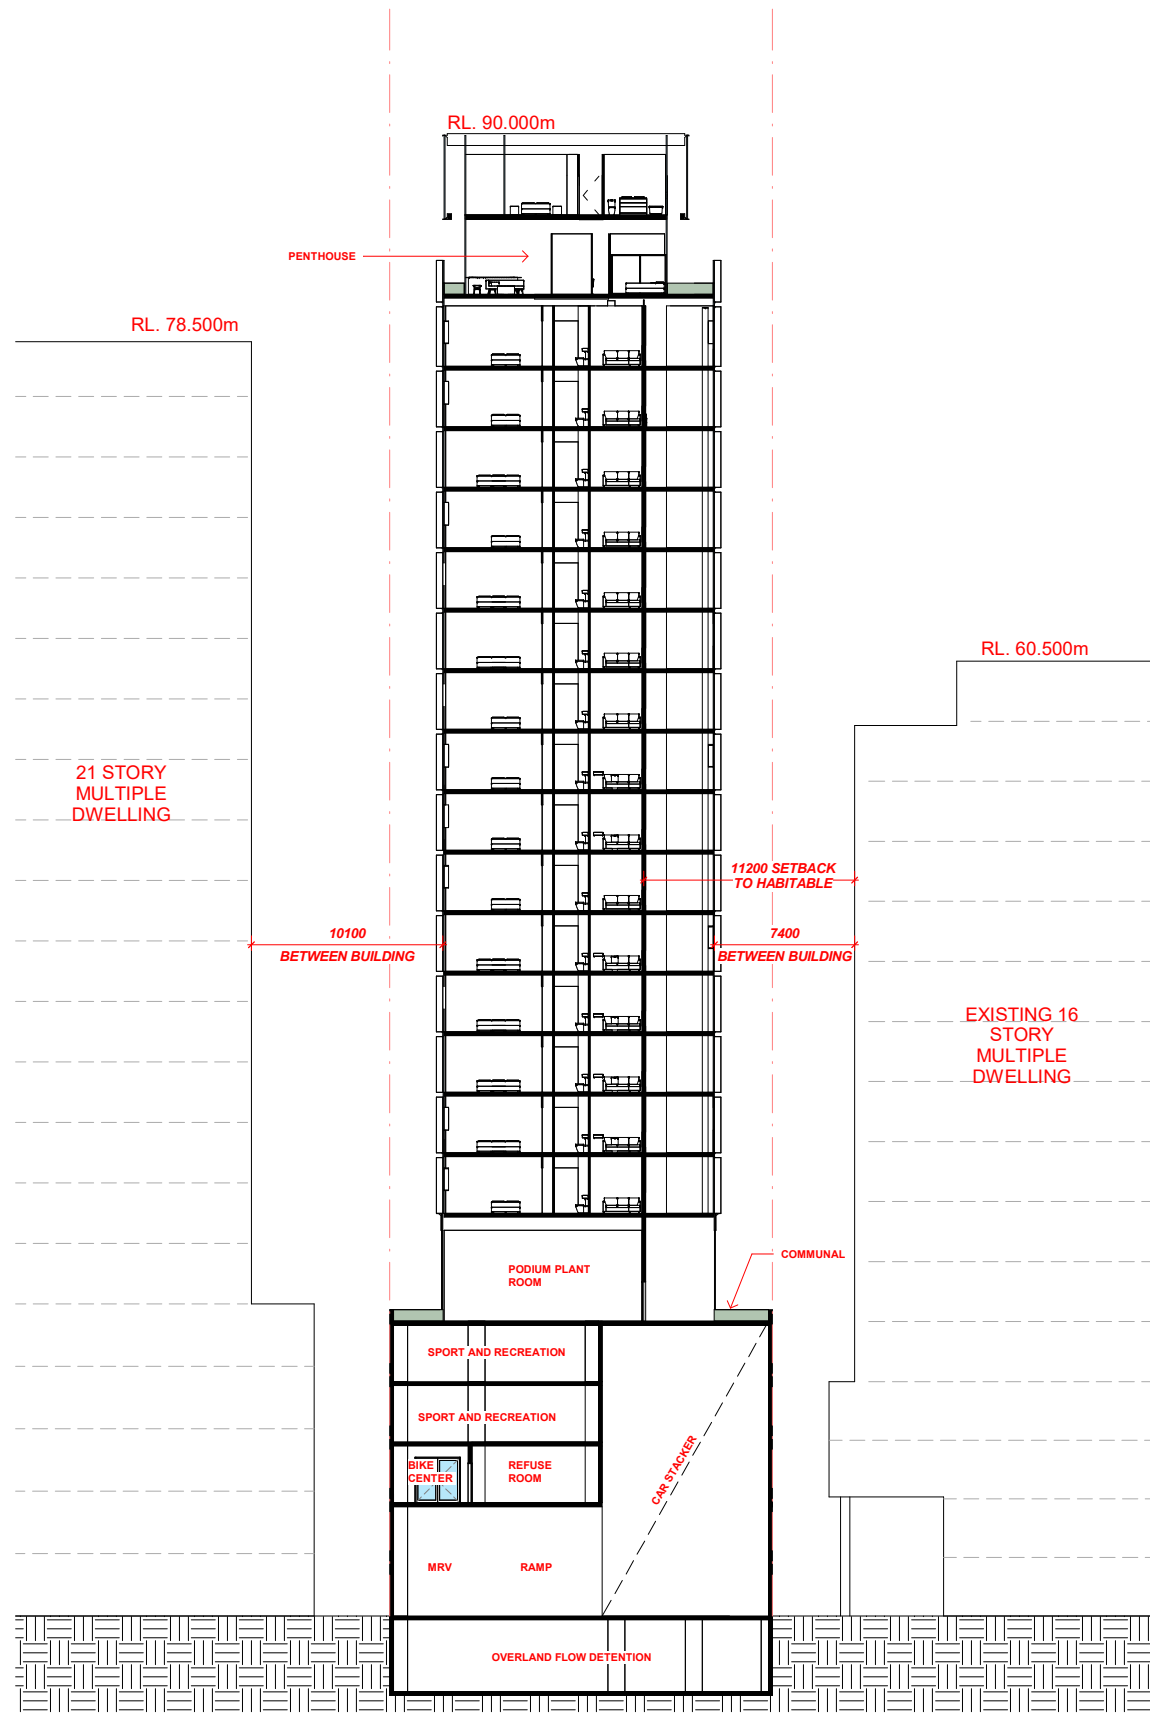 RL. 90.000m
PENTHOUSE
RL. 78.500m
RL. 60.500m
21 STORY
MULTIPLE
DWELLING
11200 SETBACK
TO HABITABLE
10100
BETWEEN BUILDING
7400
BETWEEN BUILDING
EXISTING 16
STORY
MULTIPLE
DWELLING
COMMUNAL
PODIUM PLANT
ROOM
SPORT AND RECREATION
SPORT AND RECREATION
BIKE
CENTER
REFUSE
ROOM
CAR STACKER
MRV
RAMP
OVERLAND FLOW DETENTION